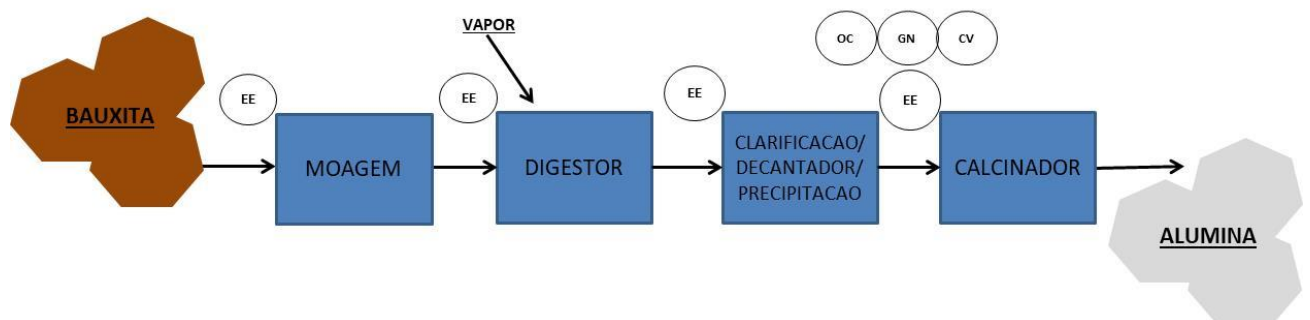 VAPOR
OC
GN
CV
EE
EE
EE
EE
BAUXITA
MOAGEM
DIGESTOR
CLARIFICACAO/
DECANTADOR/
PRECIPITACAO
CALCINADOR
ALUMINA